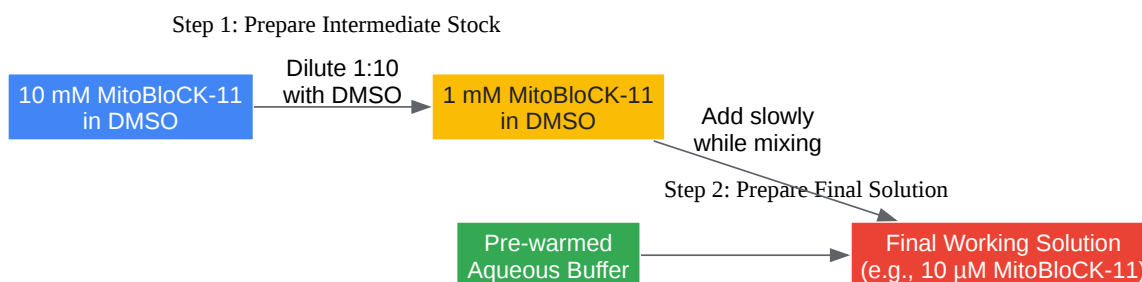 Step 1: Prepare Intermediate Stock
Dilute 1:10
with DMSO
10 mM MitoBloCK-11
in DMSO
1 mM MitoBloCK-11
in DMSO
Add slowly
while mixing
Step 2: Prepare Final Solution
Pre-warmed
Aqueous Buffer
Final Working Solution
(e.g., 10 µM MitoBloCK-11)